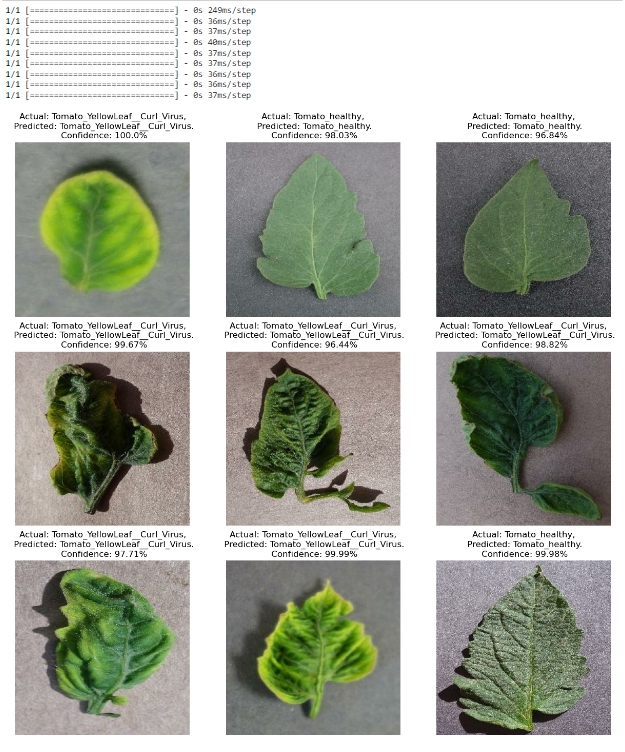 1/1 [==============================] - 0s 249ms/step
1/1 [==============================] - 0s 36ms/step
1/1 [==============================] - 0s 37ms/step
1/1 [==============================] - 0s 40ms/step
1/1 [==============================] - 0s 37ms/step
1/1 [==============================] - 0s 37ms/step
1/1 [==============================] - 0s 36ms/step
1/1 [==============================] - 0s 36ms/step
1/1 [==============================] - 0s 37ms/step
Actual: Tomato_YellowLeaf__Curl_Virus,
Predicted: Tomato_YellowLeaf__Curl_Virus.
Confidence: 100.0%
Actual: Tomato_healthy,
Predicted: Tomato_healthy.
Confidence: 98.03%
Actual: Tomato_healthy,
Predicted: Tomato_healthy.
Confidence: 96.84%
Actual: Tomato_YellowLeaf__Curl_Virus,
Predicted: Tomato_YellowLeaf__Curl_Virus.
Confidence: 99.67%
Actual: Tomato_YellowLeaf__Curl_Virus,
Predicted: Tomato_YellowLeaf__Curl_Virus.
Confidence: 96.44%
Actual: Tomato_YellowLeaf__Curl_Virus,
Predicted: Tomato_YellowLeaf__Curl_Virus.
Confidence: 98.82%
Actual: Tomato_YellowLeaf__Curl_Virus,
Predicted: Tomato_YellowLeaf__Curl_Virus.
Confidence: 97.71%
Actual: Tomato_YellowLeaf__Curl_Virus,
Predicted: Tomato_YellowLeaf__Curl_Virus.
Confidence: 99.99%
Actual: Tomato_healthy,
Predicted: Tomato_healthy.
Confidence: 99.98%